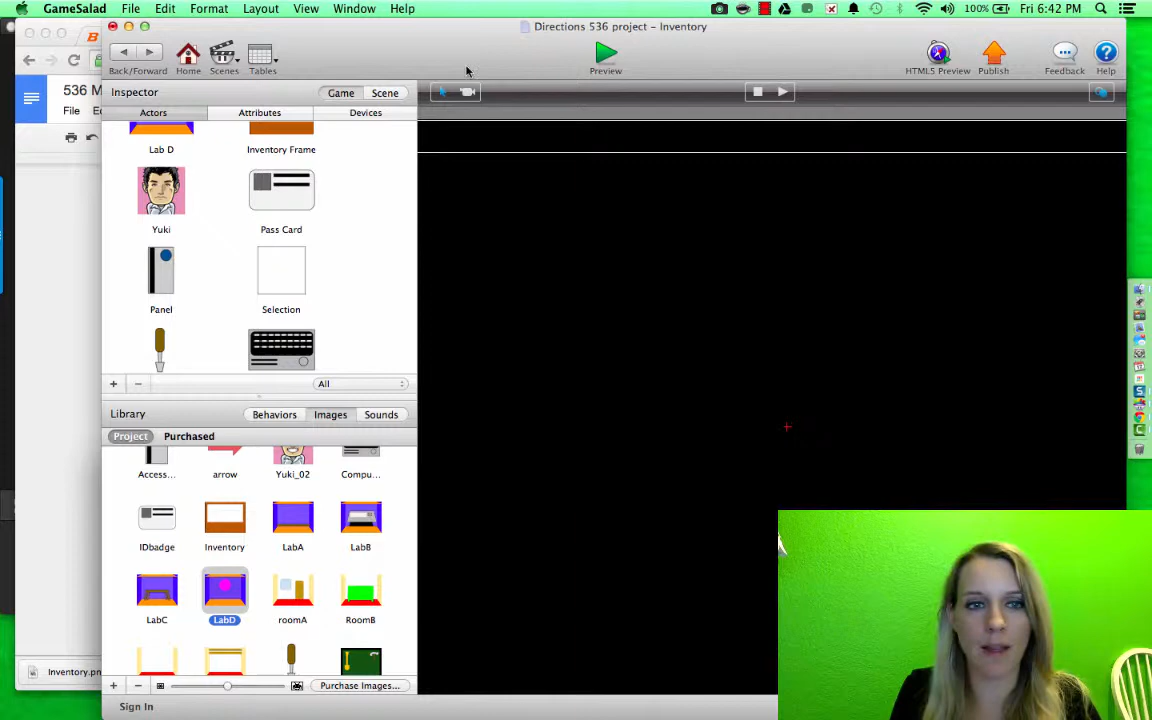 GameSalad File Edit Format Layout View Window Help 100% Fri 6:42 PM
Directions 536 project - Inventory
Back/Forward Home Scenes Tables Preview HTML5 Preview Publish Feedback Help
536 M
File
Inspector Game Scene
Actors Attributes Devices
Lab D Inventory Frame
Yuki Pass Card
Panel Selection
+ - All
Library Behaviors Images Sounds
Project Purchased
Access... arrow Yuki_02 Compu...
IDbadge Inventory LabA LabB
LabC LabD roomA RoomB
+ - Purchase Images...
Inventory.pn
Sign In